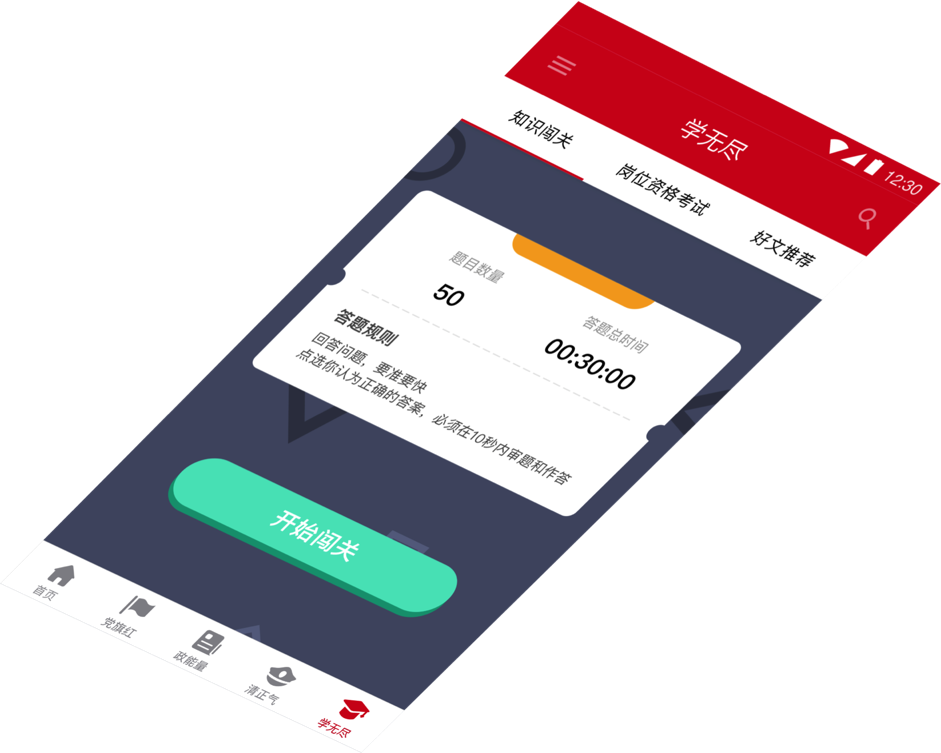 12:30
学无尽
知识闯关
岗位资格考试
好文推荐
题目数量
50
答题总时间
00:30:00
答题规则
回答问题，要准要快
点选你认为正确的答案，必须在10秒内审题和作答
开始闯关
首页
党旗红
政能量
清正气
学无尽